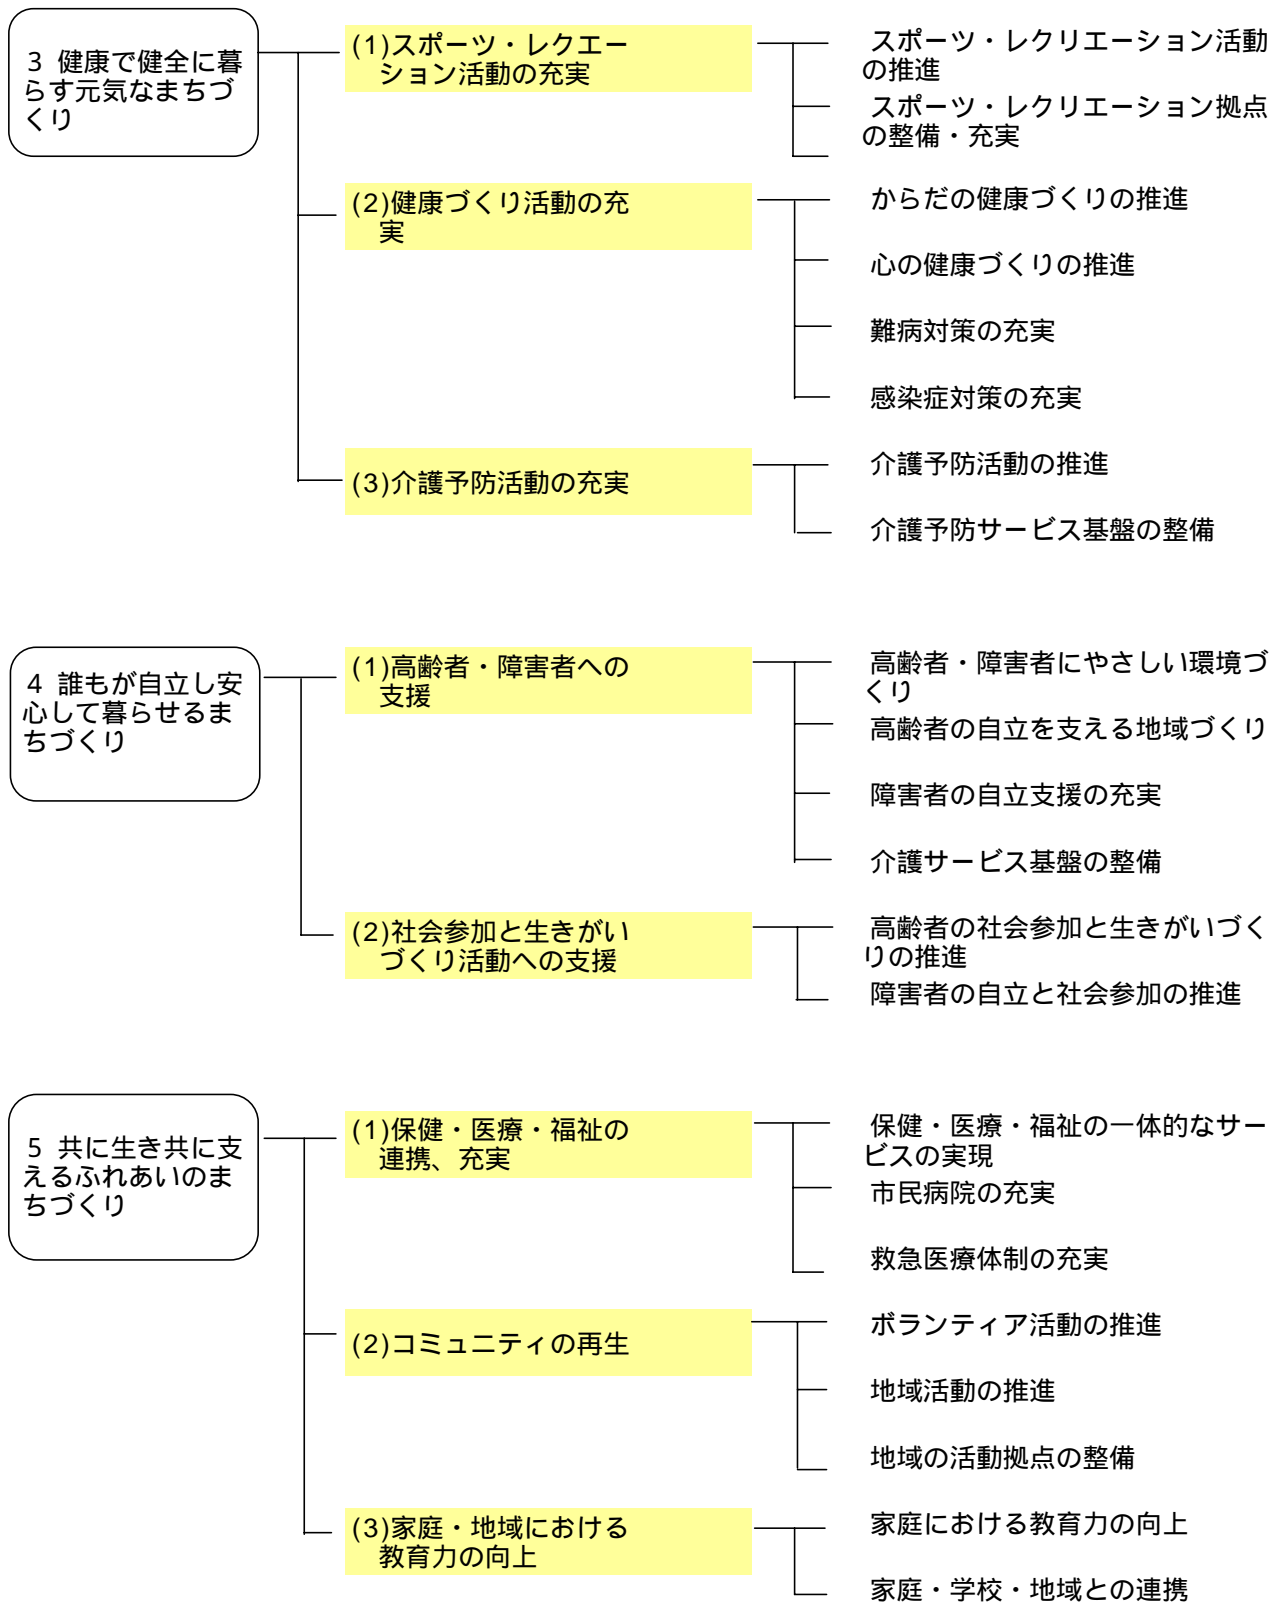 3 健康で健全に暮
らす元気なまちづ
くり
(1)スポーツ・レクエー
ション活動の充実
スポーツ・レクリエーション活動
の推進
スポーツ・レクリエーション拠点
の整備・充実
(2)健康づくり活動の充
実
からだの健康づくりの推進
心の健康づくりの推進
難病対策の充実
感染症対策の充実
(3)介護予防活動の充実
介護予防活動の推進
介護予防サービス基盤の整備
4 誰もが自立し安
心して暮らせるま
ちづくり
(1)高齢者・障害者への
支援
高齢者・障害者にやさしい環境づ
くり
高齢者の自立を支える地域づくり
障害者の自立支援の充実
介護サービス基盤の整備
(2)社会参加と生きがい
づくり活動への支援
高齢者の社会参加と生きがいづく
りの推進
障害者の自立と社会参加の推進
5 共に生き共に支
えるふれあいのま
ちづくり
(1)保健・医療・福祉の
連携、充実
保健・医療・福祉の一体的なサー
ビスの実現
市民病院の充実
救急医療体制の充実
(2)コミュニティの再生
ボランティア活動の推進
地域活動の推進
地域の活動拠点の整備
(3)家庭・地域における
教育力の向上
家庭における教育力の向上
家庭・学校・地域との連携